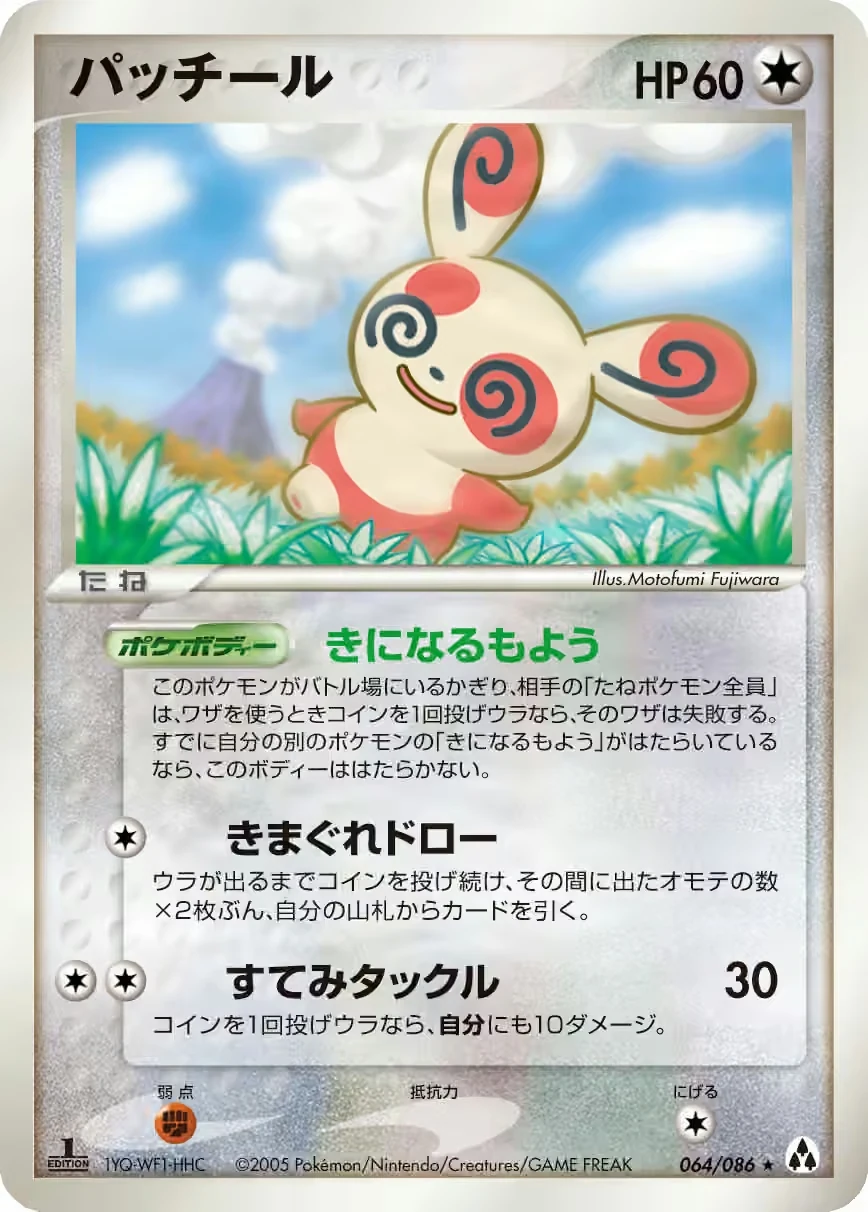 パッチール HP60
たね Illus.Motofumi Fujiwara
ポケボディー きになるもよう
このポケモンがバトル場にいるかぎり、相手の「たねポケモン全員」
は、ワザを使うときコインを1回投げウラなら、そのワザは失敗する。
すでに自分の別のポケモンの「きになるもよう」がはたらいている
なら、このボディーははたらかない。
きまぐれドロー
ウラが出るまでコインを投げ続け、その間に出たオモテの数
×2枚ぶん、自分の山札からカードを引く。
すてみタックル 30
コインを1回投げウラなら、自分にも10ダメージ。
弱点 抵抗力 にげる
1 EDITION 1YQ-WF1-HHC ©2005 Pokémon/Nintendo/Creatures/GAME FREAK 064/086 ★